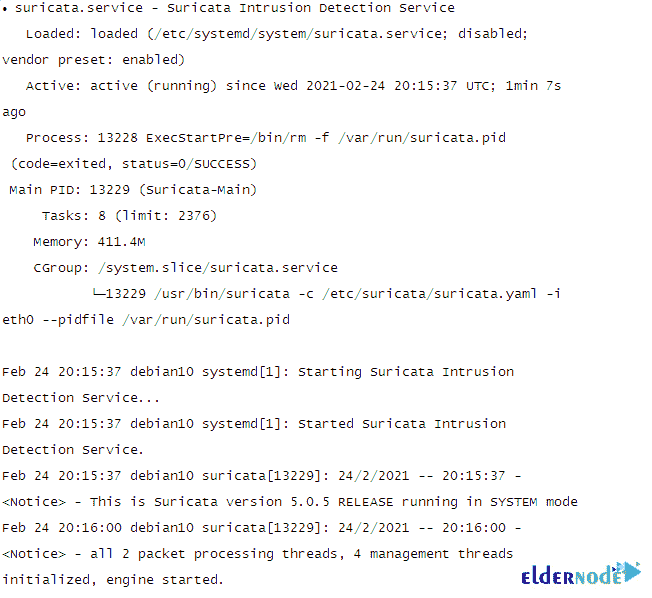 • suricata.service - Suricata Intrusion Detection Service
Loaded: loaded (/etc/systemd/system/suricata.service; disabled;
vendor preset: enabled)
Active: active (running) since Wed 2021-02-24 20:15:37 UTC; 1min 7s
ago
Process: 13228 ExecStartPre=/bin/rm -f /var/run/suricata.pid
(code=exited, status=0/SUCCESS)
Main PID: 13229 (Suricata-Main)
Tasks: 8 (limit: 2376)
Memory: 411.4M
CGroup: /system.slice/suricata.service
└─13229 /usr/bin/suricata -c /etc/suricata/suricata.yaml -i
eth0 --pidfile /var/run/suricata.pid
Feb 24 20:15:37 debian10 systemd[1]: Starting Suricata Intrusion
Detection Service...
Feb 24 20:15:37 debian10 systemd[1]: Started Suricata Intrusion
Detection Service.
Feb 24 20:15:37 debian10 suricata[13229]: 24/2/2021 -- 20:15:37 -
<Notice> - This is Suricata version 5.0.5 RELEASE running in SYSTEM mode
Feb 24 20:16:00 debian10 suricata[13229]: 24/2/2021 -- 20:16:00 -
<Notice> - all 2 packet processing threads, 4 management threads
initialized, engine started.
elderNode